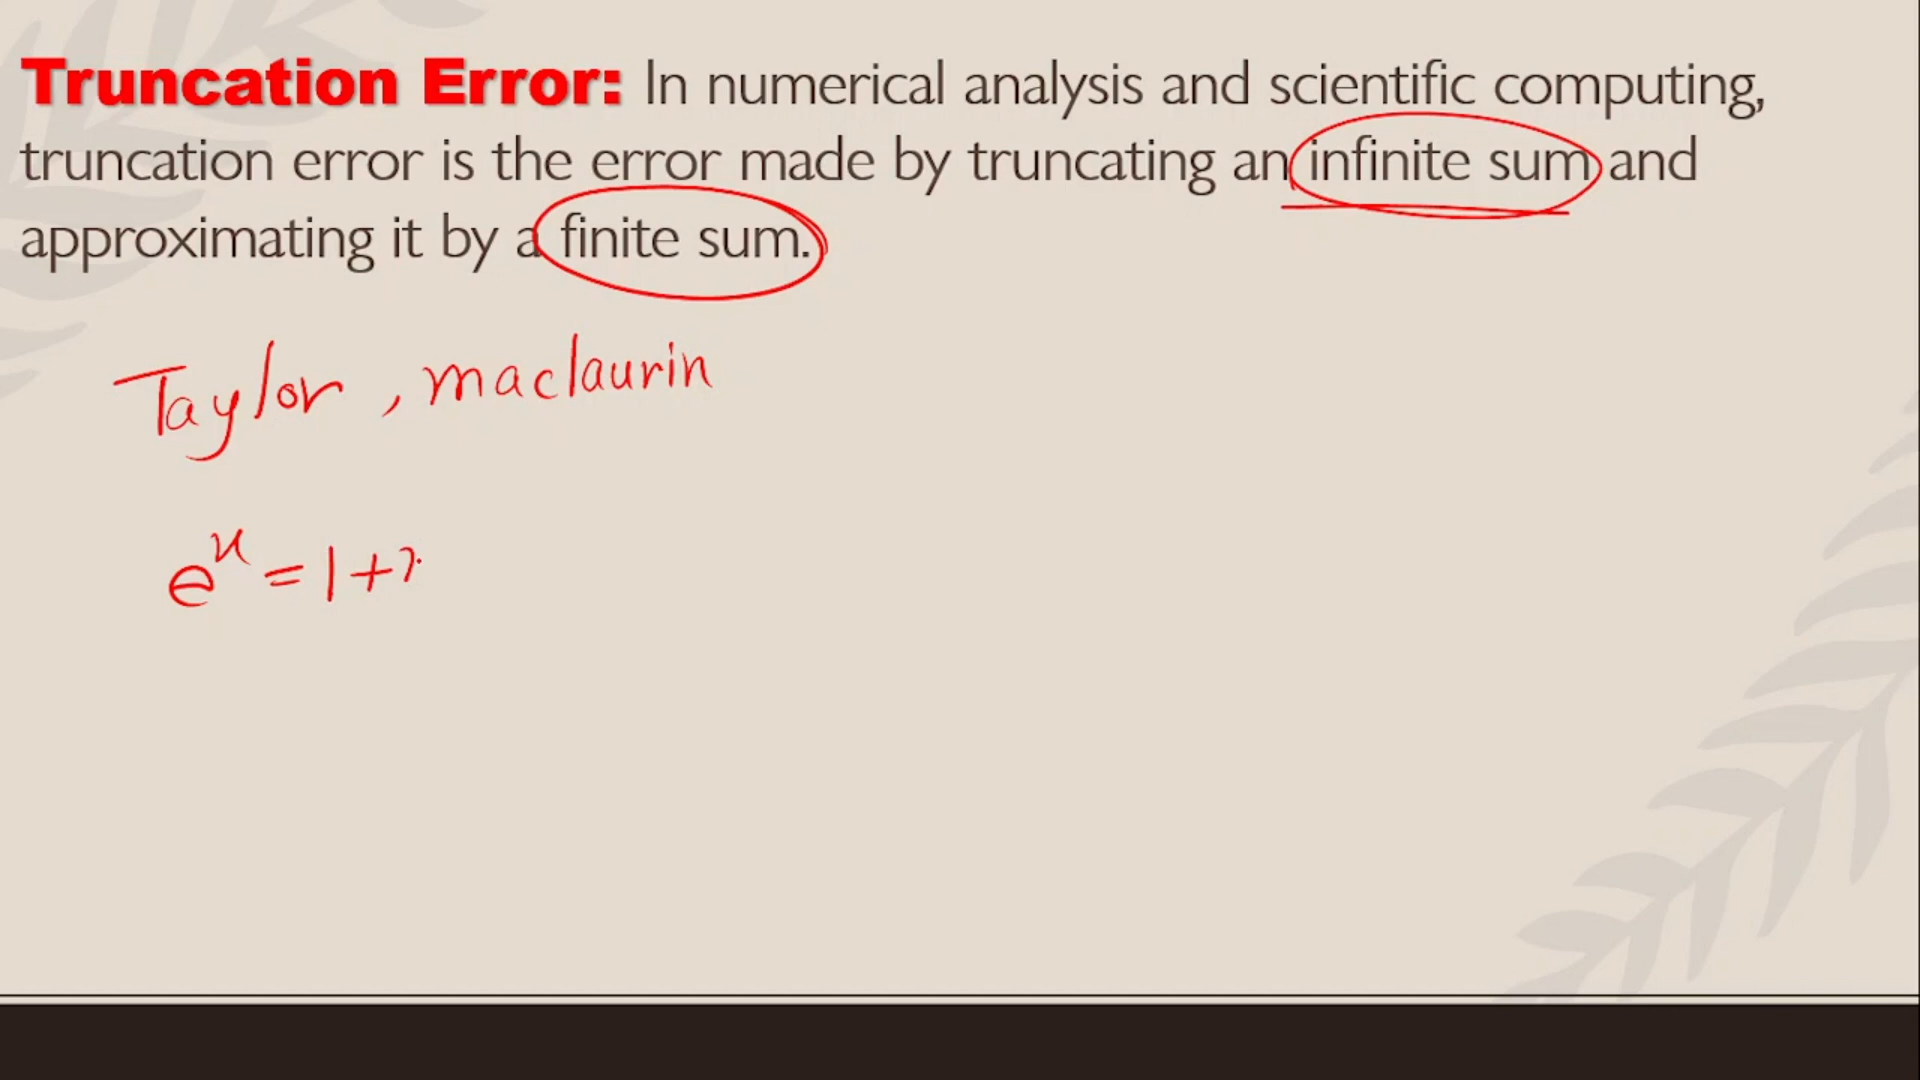 Truncation Error: In numerical analysis and scientific computing,
truncation error is the error made by truncating an infinite sum and
approximating it by a finite sum.
Taylor, maclaurin
e^x = 1 + x